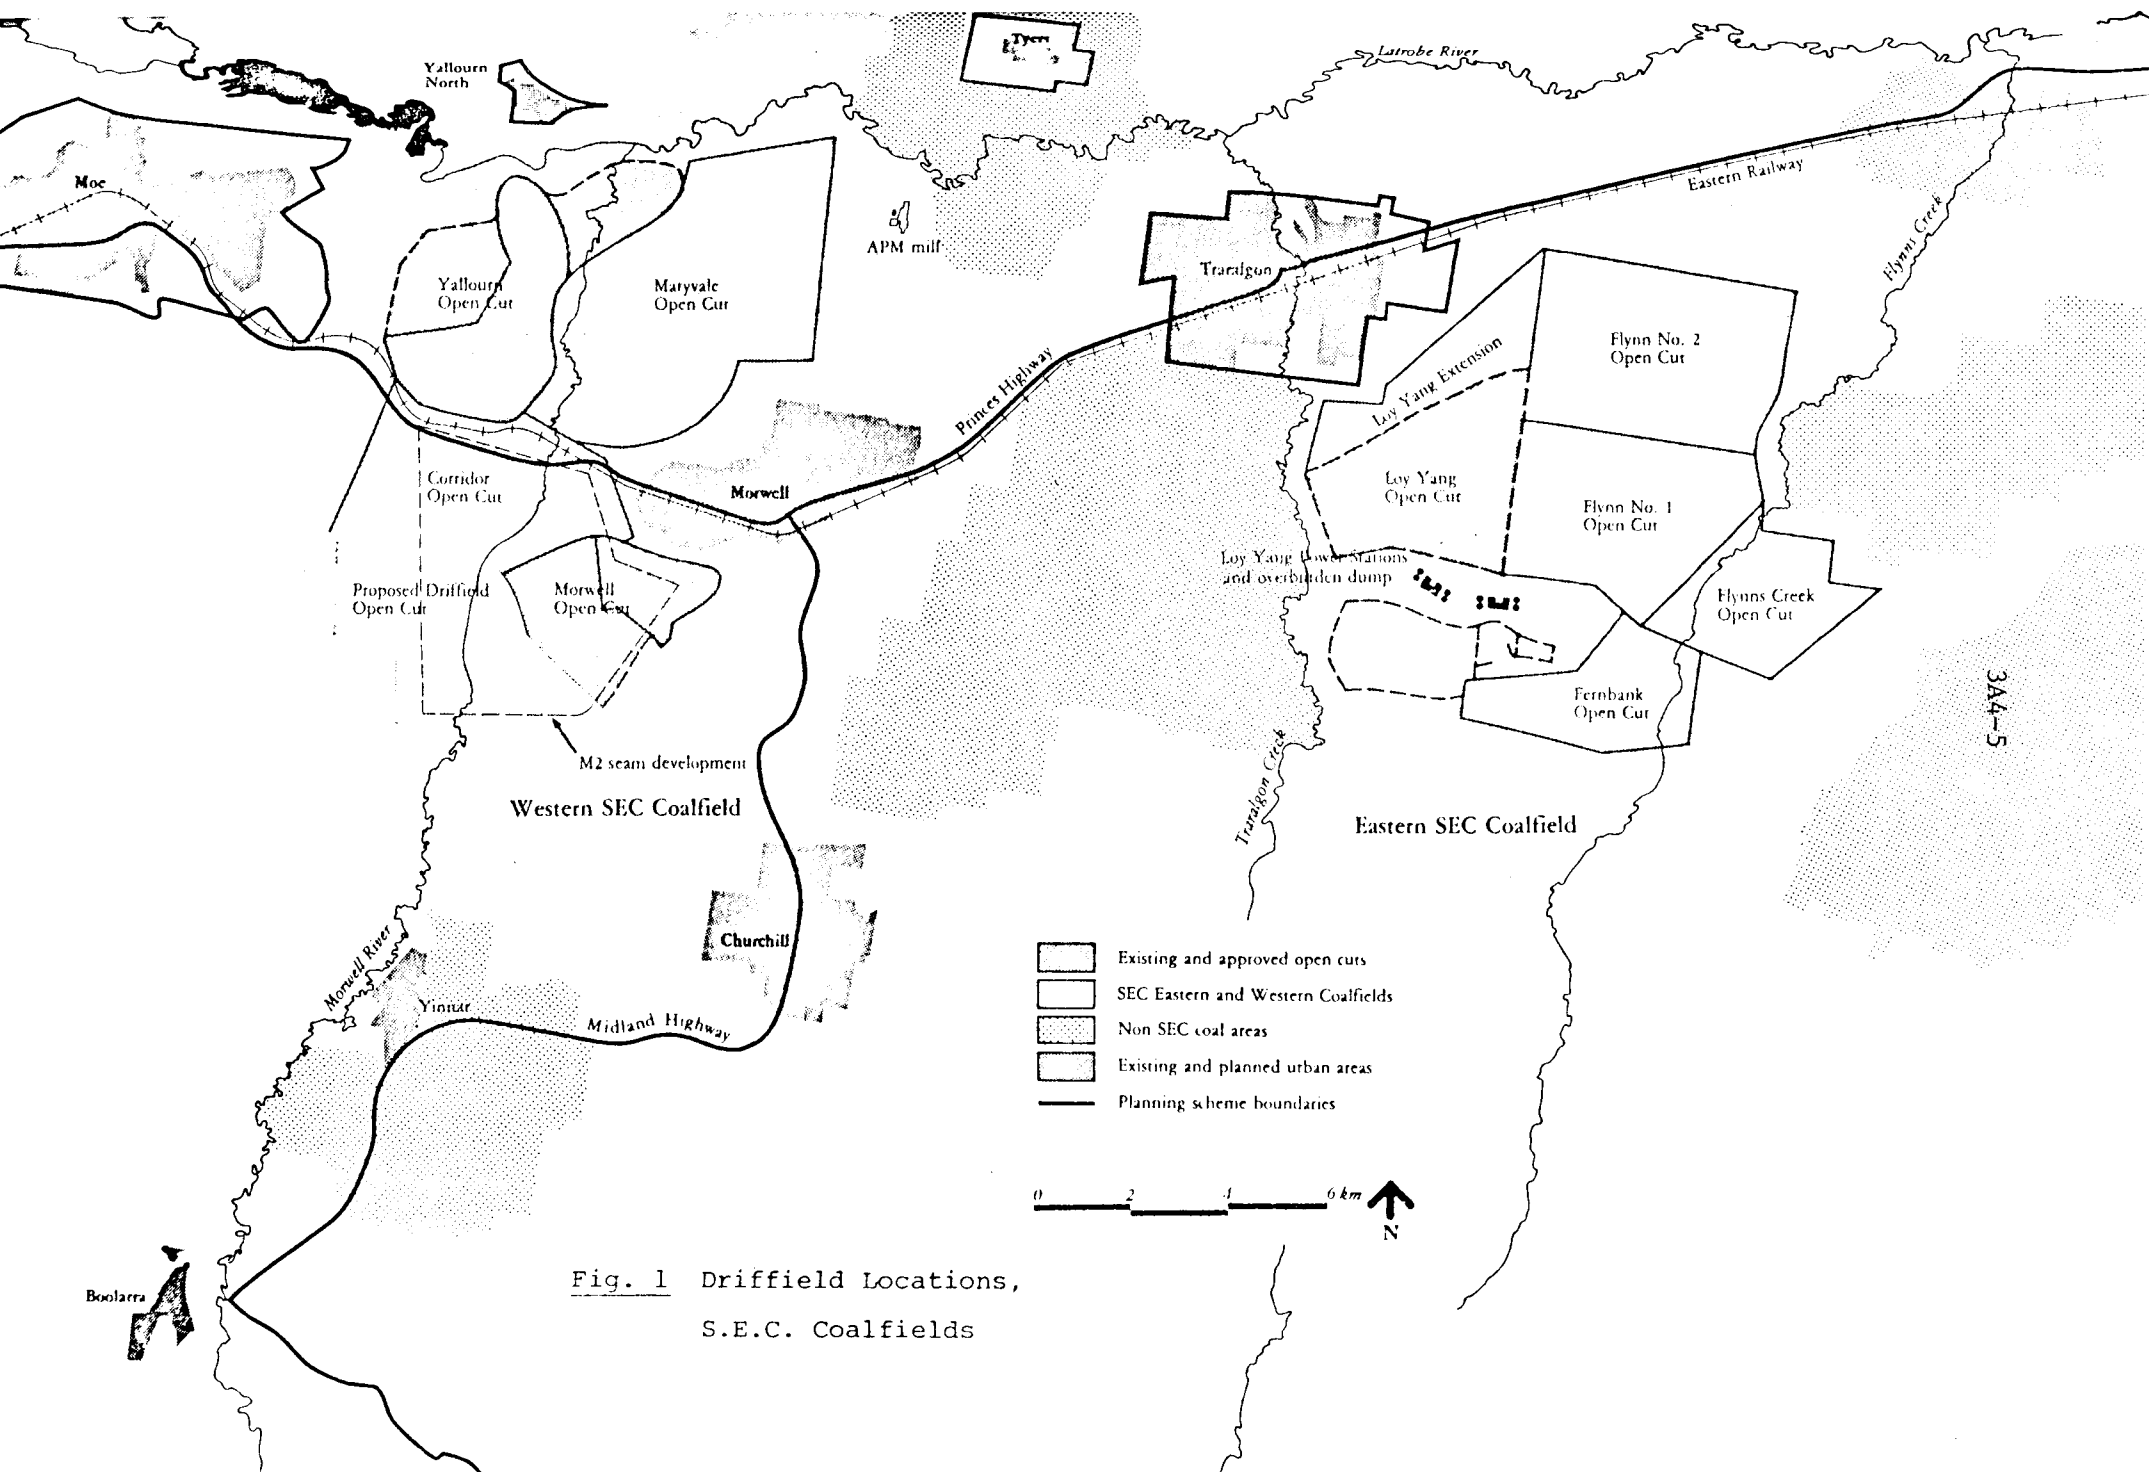 Tyers
Latrobe River
Yallourn
North
Moe
Eastern Railway
APM mill
Flynns Creek
Traralgon
Yallourn
Open Cut
Maryvale
Open Cut
Flynn No. 2
Open Cut
Loy Yang Extension
Princes Highway
Corridor
Open Cut
Morwell
Loy Yang
Open Cut
Flynn No. 1
Open Cut
Loy Yang Power Stations
and overburden dump
Proposed Driffield
Open Cut
Morwell
Open Cut
Flynns Creek
Open Cut
Fernbank
Open Cut
3A4-5
M2 seam development
Traralgon Creek
Western SEC Coalfield
Eastern SEC Coalfield
Churchill
Morwell River
Yinnar
Midland Highway
Existing and approved open cuts
SEC Eastern and Western Coalfields
Non SEC coal areas
Existing and planned urban areas
Planning scheme boundaries
0 2 4 6 km
N
Boolarra
Fig. 1 Driffield Locations,
S.E.C. Coalfields